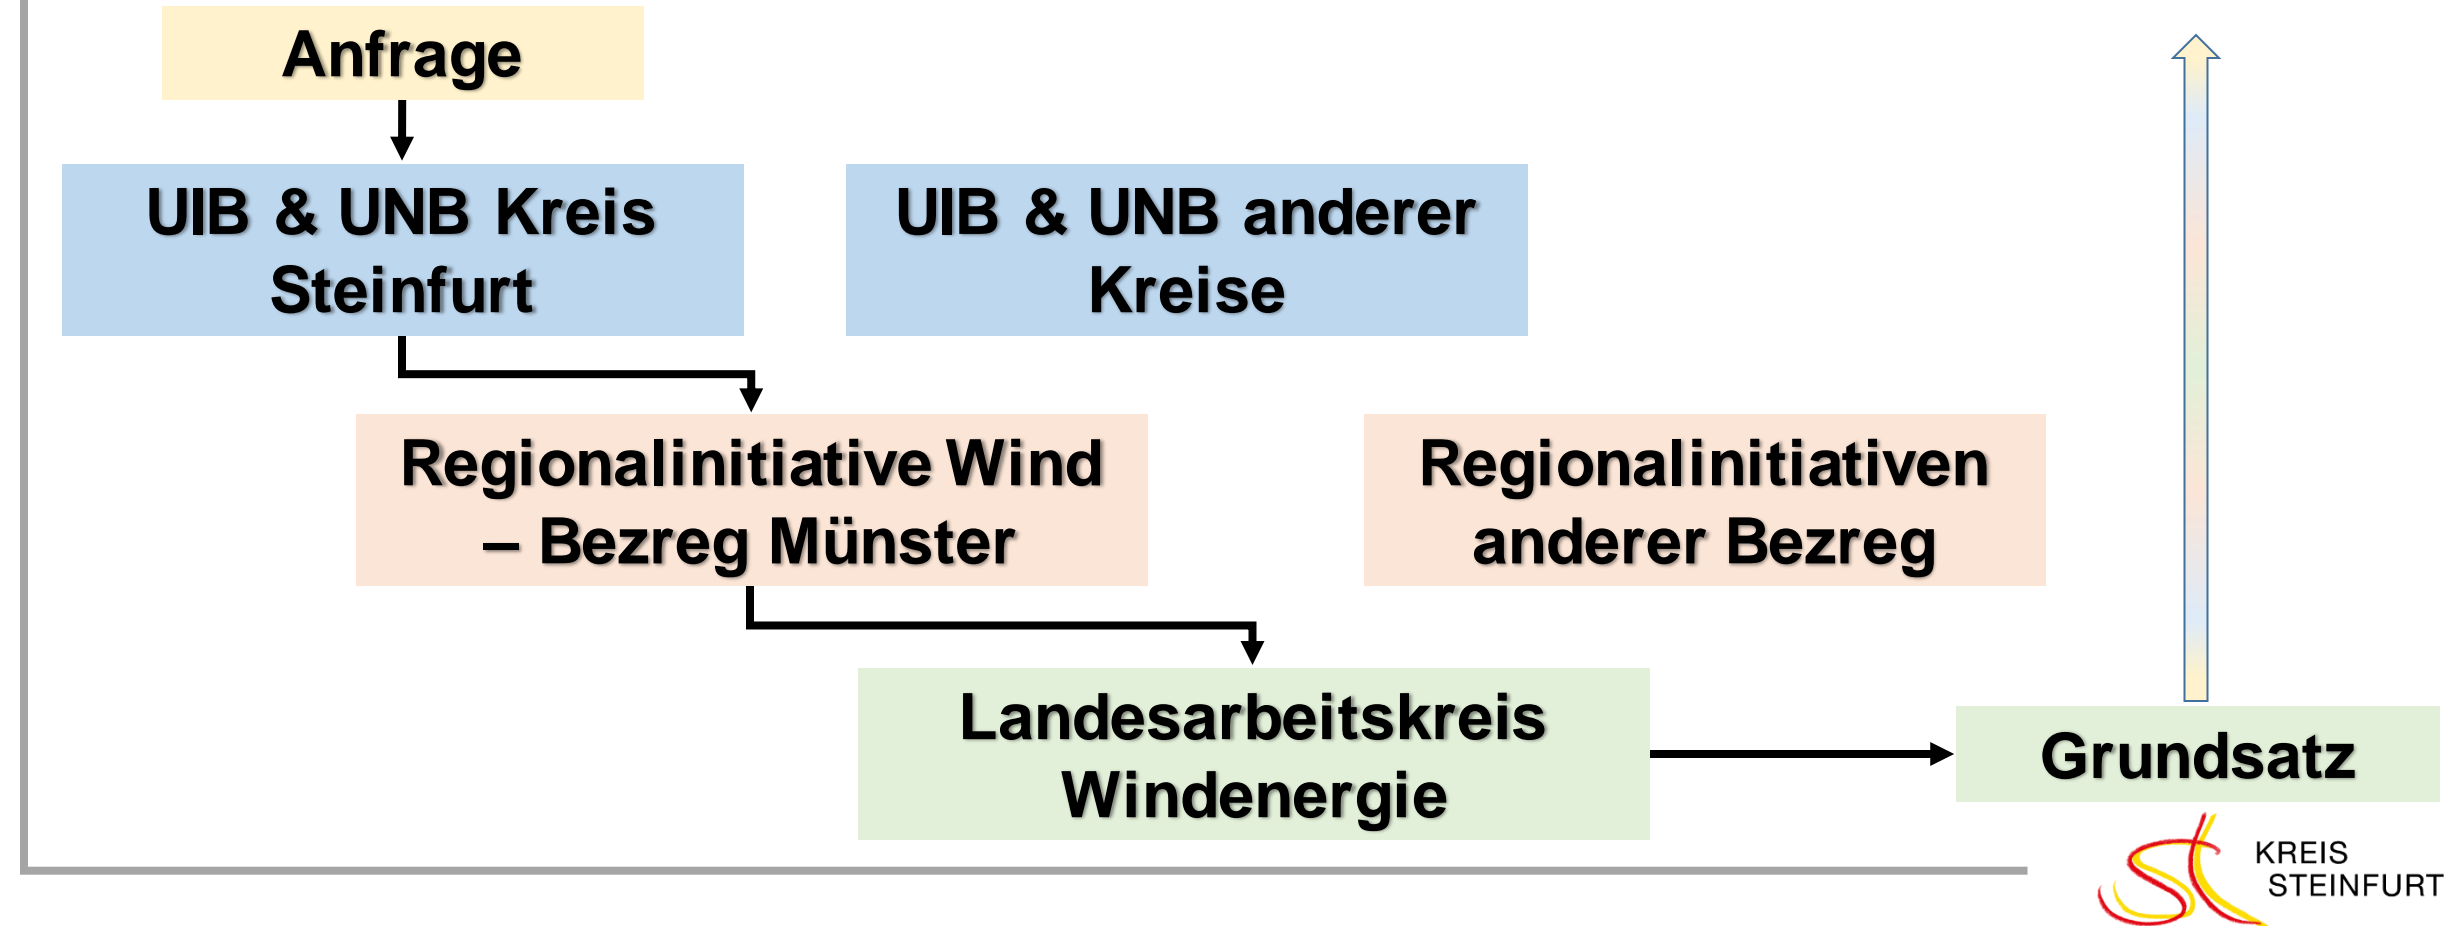 Anfrage
UIB & UNB Kreis
Steinfurt
UIB & UNB anderer
Kreise
Regionalinitiative Wind
– Bezreg Münster
Regionalinitiativen
anderer Bezreg
Landesarbeitskreis
Windenergie
Grundsatz
KREIS
STEINFURT